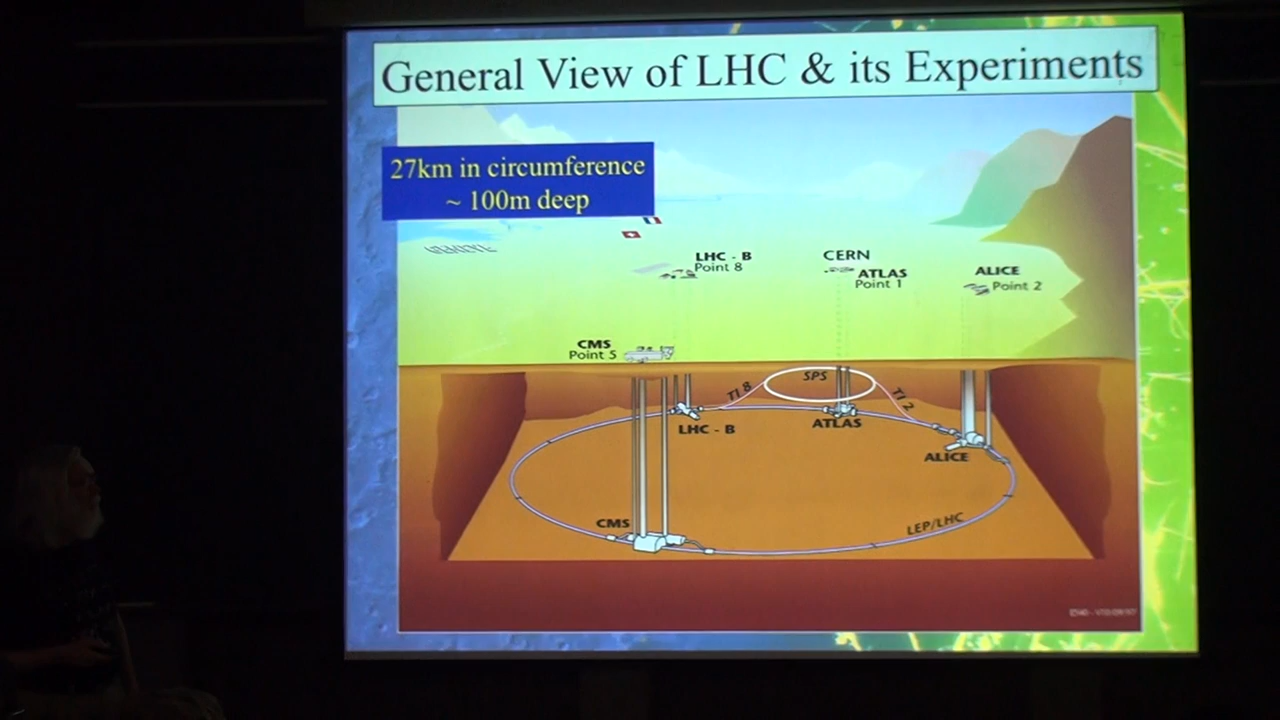 General View of LHC & its Experiments
27km in circumference
~ 100m deep
GENEVE
LHC - B
Point 8
CERN
ATLAS
Point 1
ALICE
Point 2
CMS
Point 5
SPS
TI 8
TI 2
LHC - B
ATLAS
ALICE
CMS
LEP/LHC